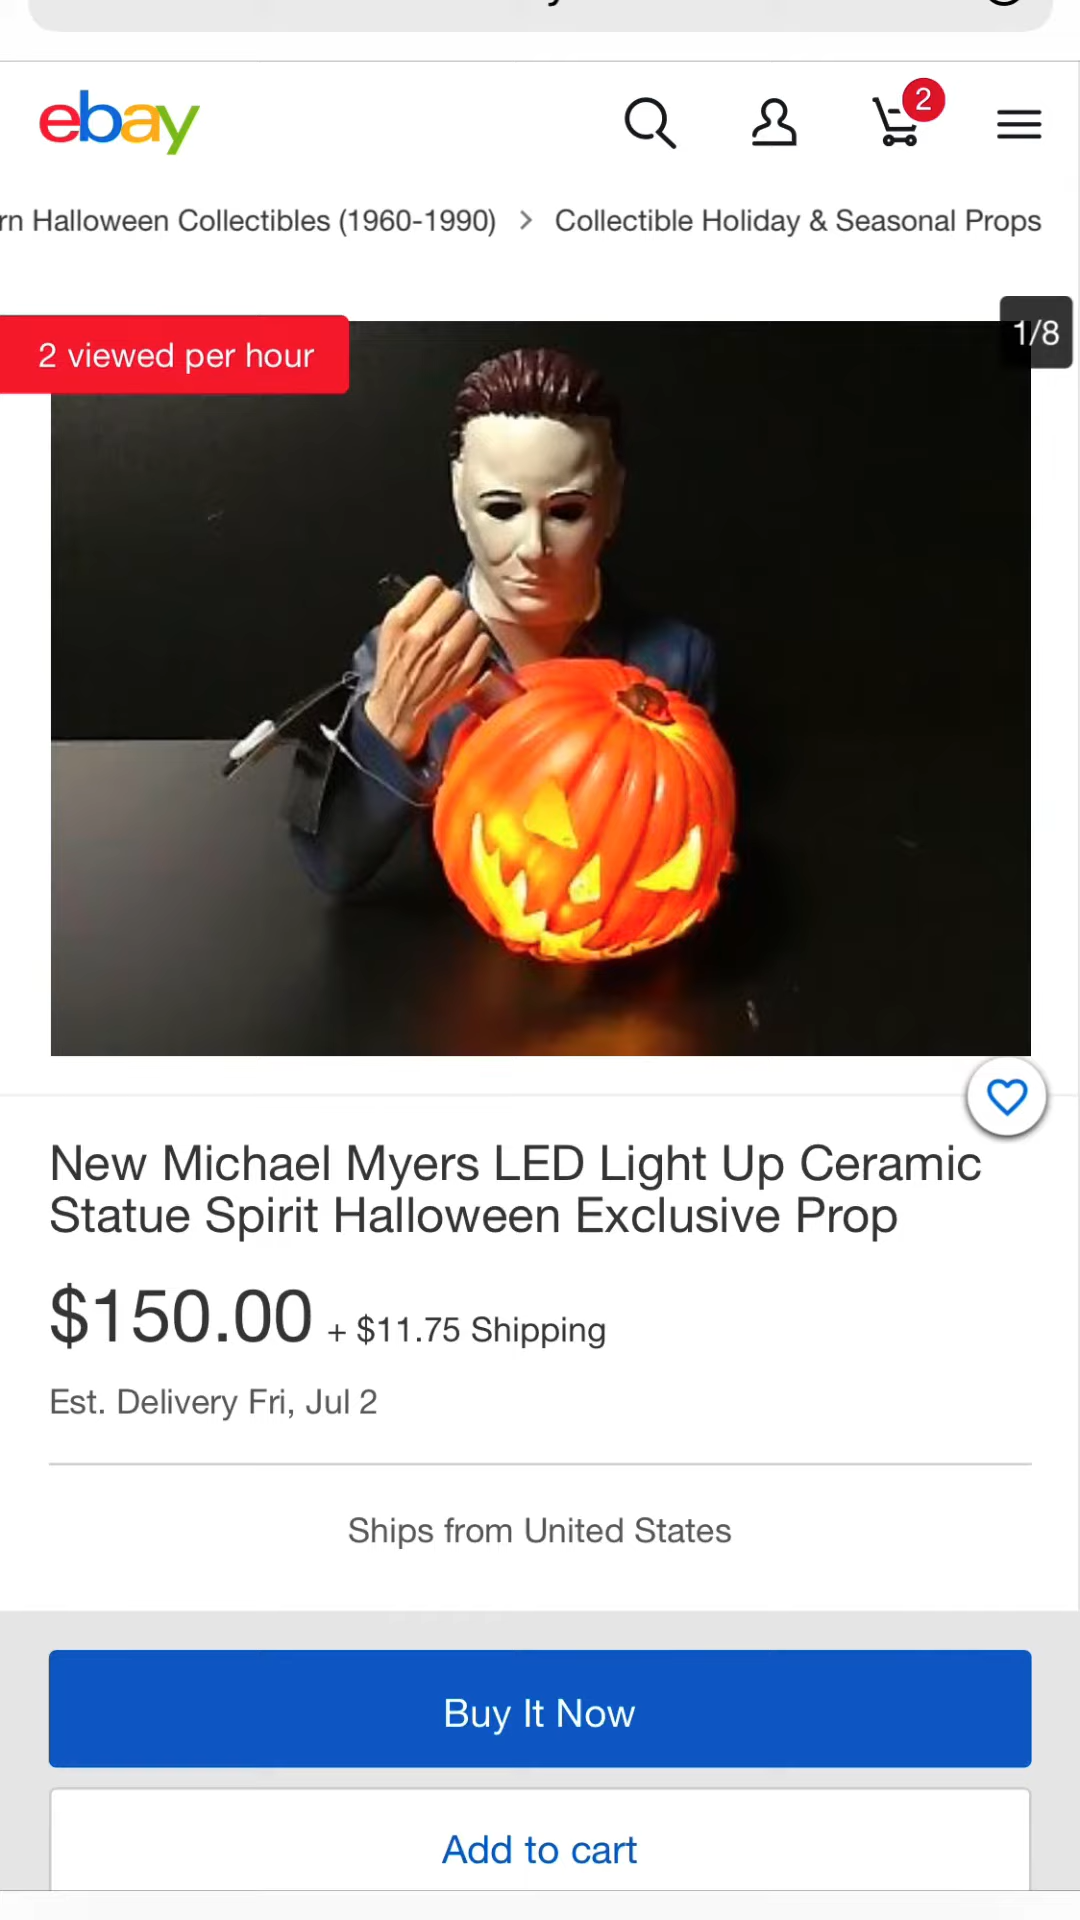 ebay
2
rn Halloween Collectibles (1960-1990) > Collectible Holiday & Seasonal Props
2 viewed per hour
1/8
New Michael Myers LED Light Up Ceramic
Statue Spirit Halloween Exclusive Prop
$150.00 + $11.75 Shipping
Est. Delivery Fri, Jul 2
Ships from United States
Buy It Now
Add to cart